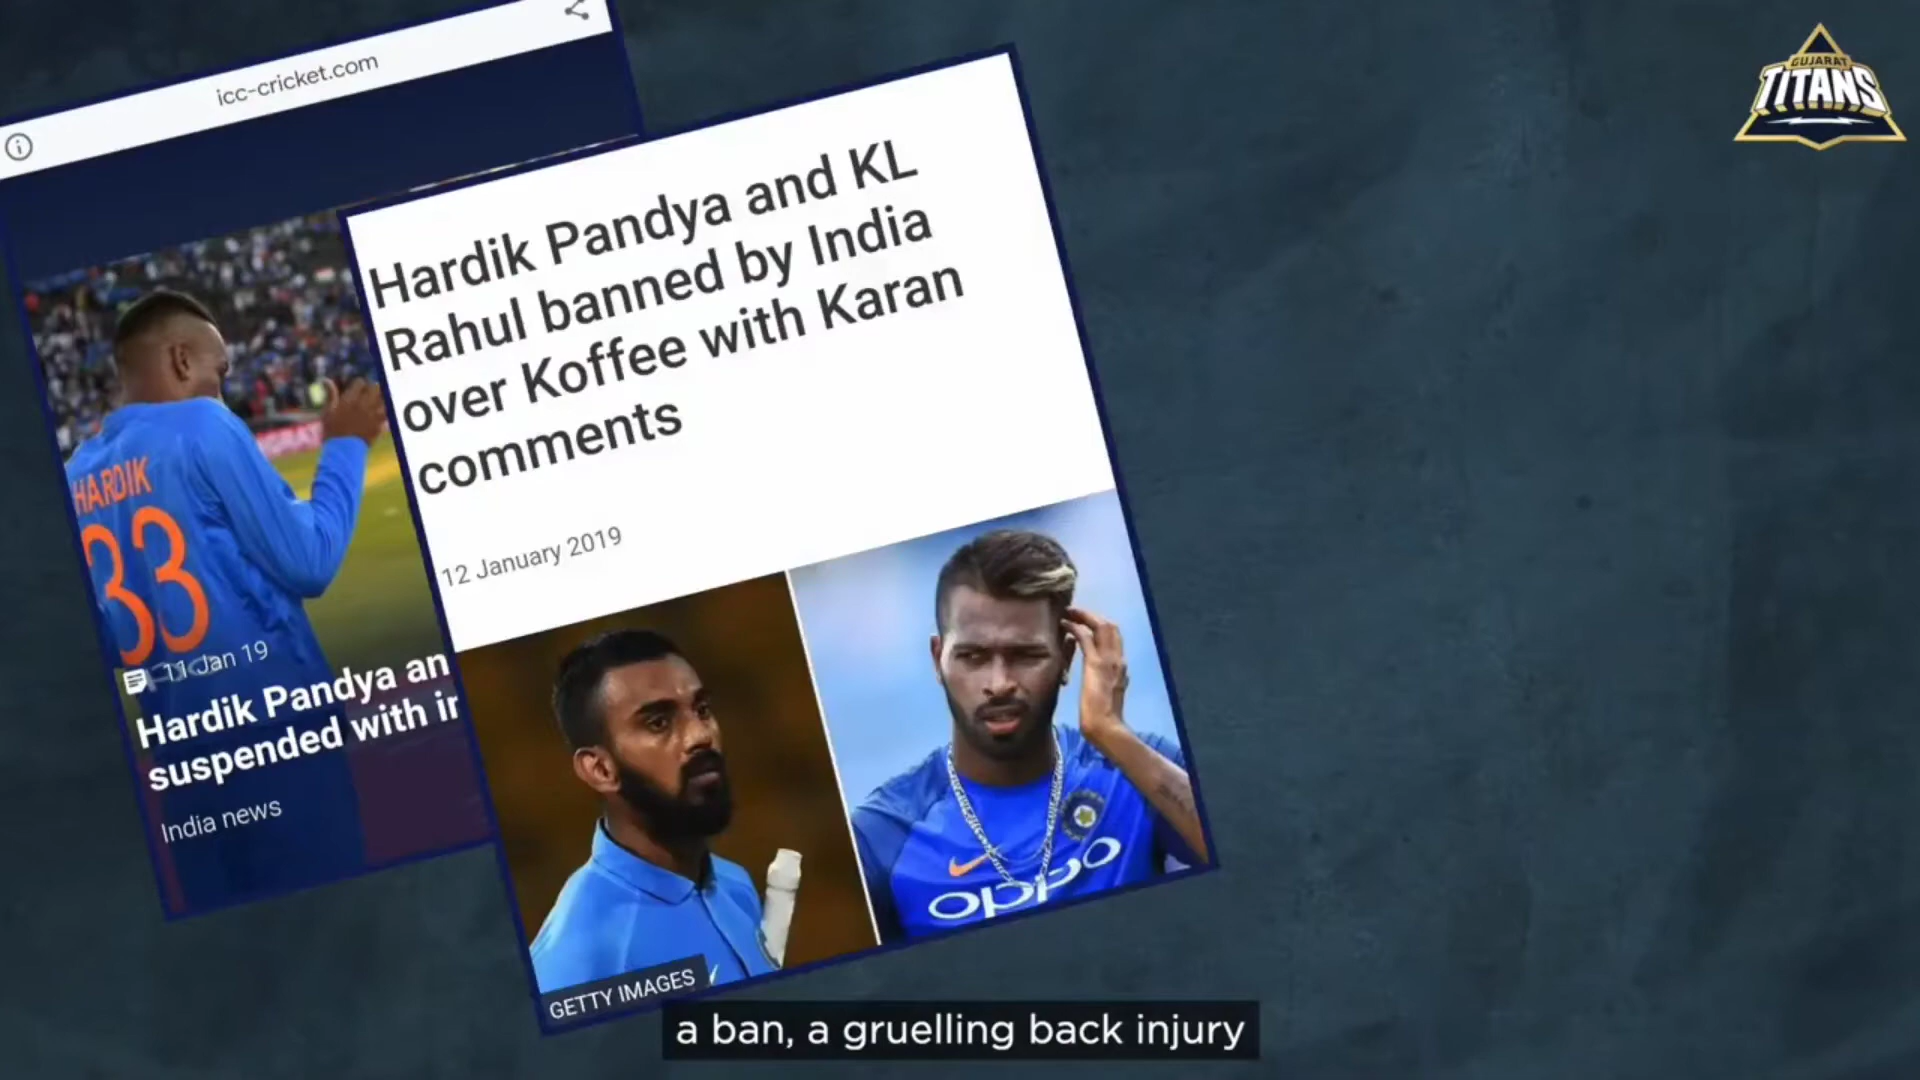 icc-cricket.com
Hardik Pandya and KL
Rahul banned by India
over Koffee with Karan
comments
12 January 2019
HARDIK
33
11 Jan 19
Hardik Pandya an
suspended with
India news
oppo
GETTY IMAGES
a ban, a gruelling back injury
GUJARAT
TITANS